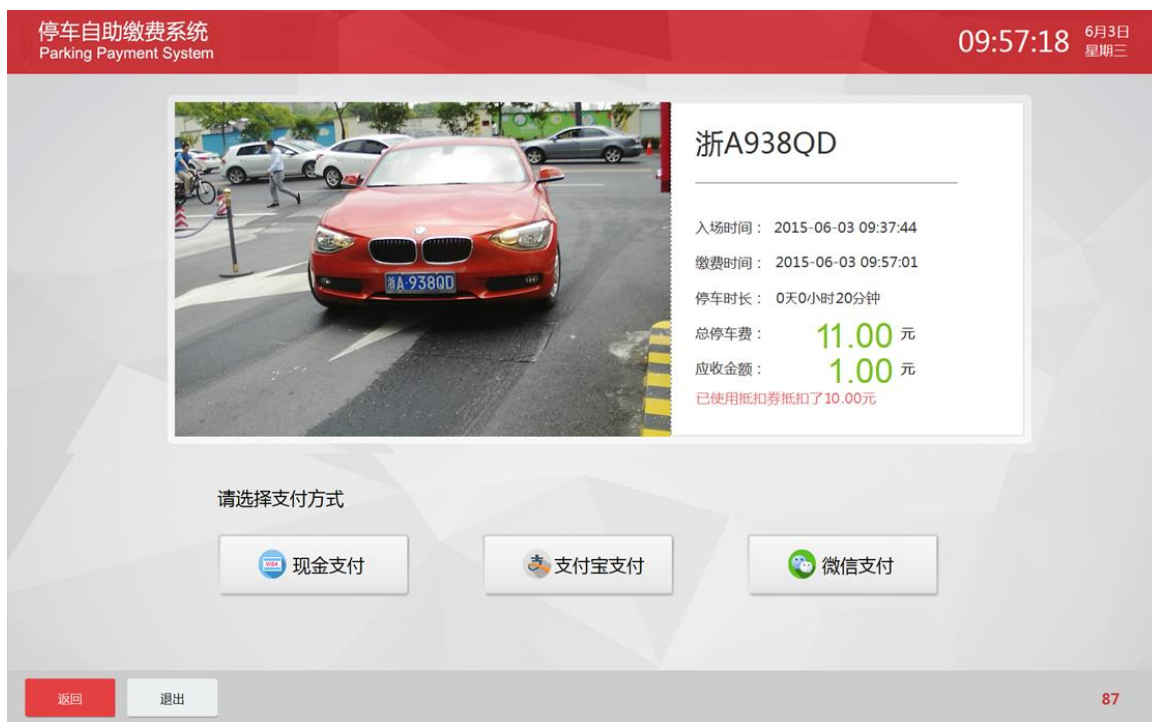 停车自助缴费系统
Parking Payment System
09:57:18
6月3日
星期三
浙A·938QD
浙A938QD
入场时间： 2015-06-03 09:37:44
缴费时间： 2015-06-03 09:57:01
停车时长： 0天0小时20分钟
总停车费： 11.00 元
应收金额： 1.00 元
已使用抵扣券抵扣了10.00元
请选择支付方式
VISA 现金支付
支 支付宝支付
微信支付
返回
退出
87